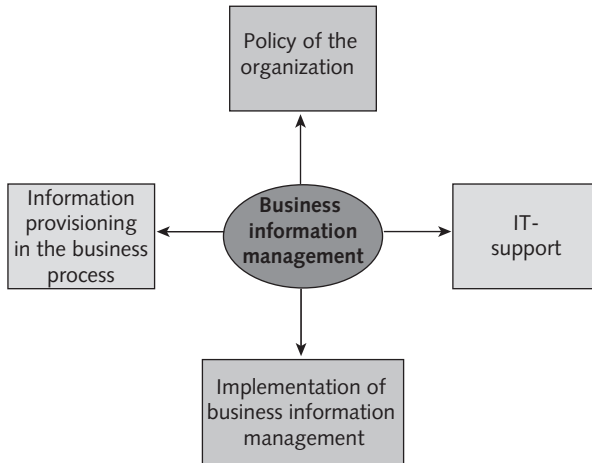 Policy of the
organization
Information
provisioning
in the business
process
Business
information
management
IT-
support
Implementation of
business information
management